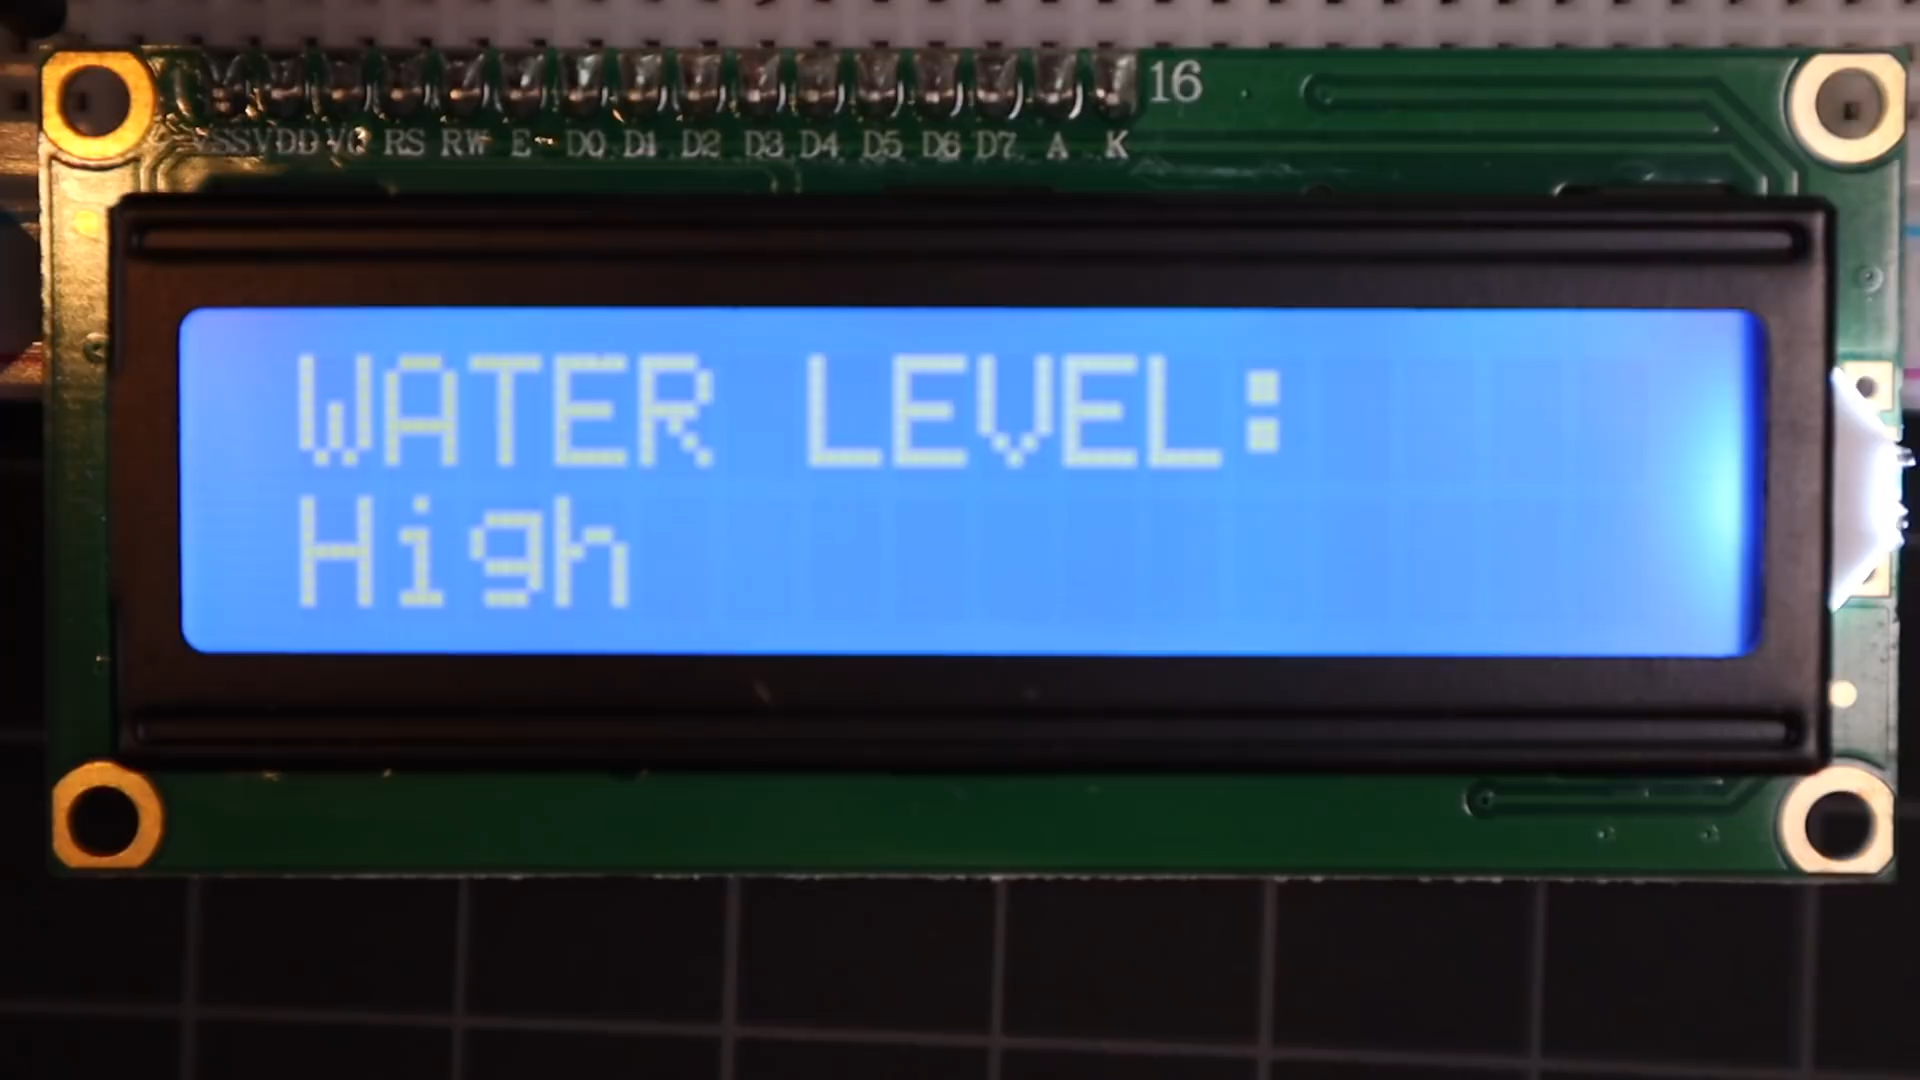 16
VSS VDD VO RS RW E D0 D1 D2 D3 D4 D5 D6 D7 A K
WATER LEVEL:
High